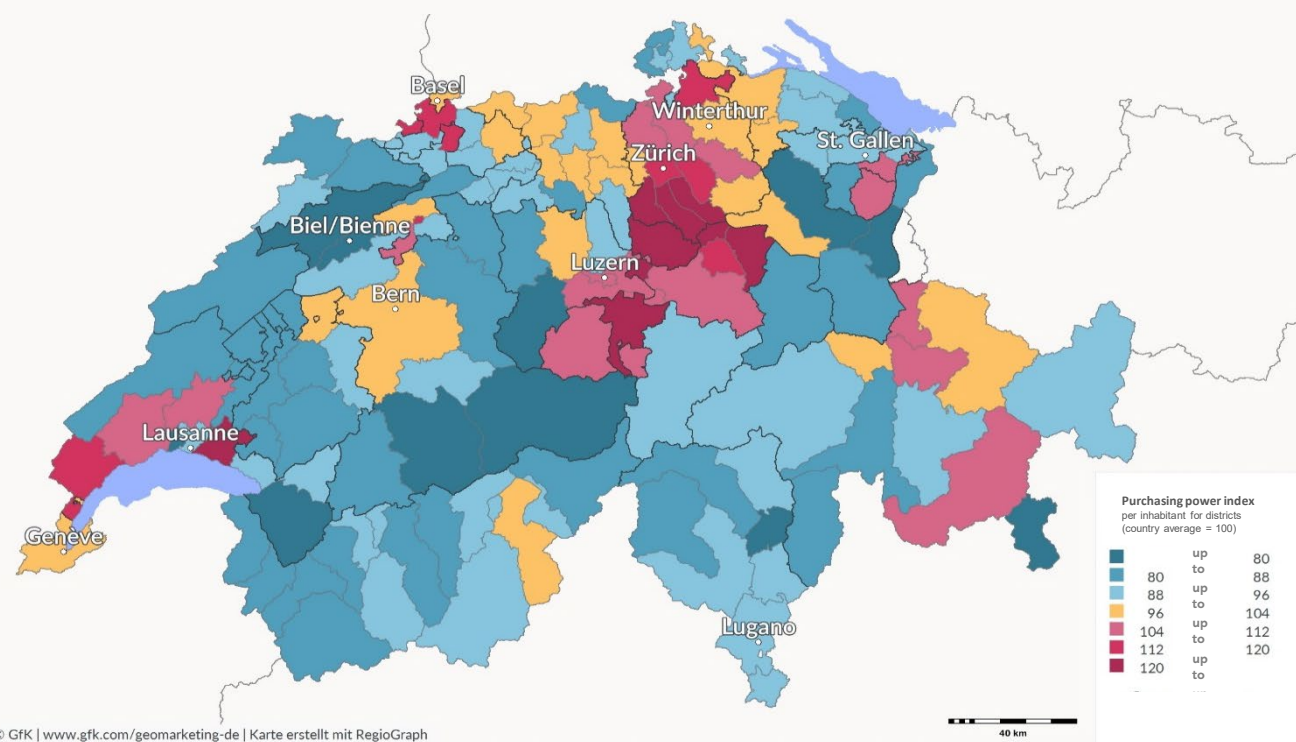 Basel
Winterthur
St. Gallen
Zürich
Biel/Bienne
Luzern
Bern
Lausanne
Genève
Lugano
Purchasing power index
per inhabitant for districts
(country average = 100)
up to 80
80 up to 88
88 up to 96
96 up to 104
104 up to 112
112 up to 120
120 up to
40 km
© GfK | www.gfk.com/geomarketing-de | Karte erstellt mit RegioGraph